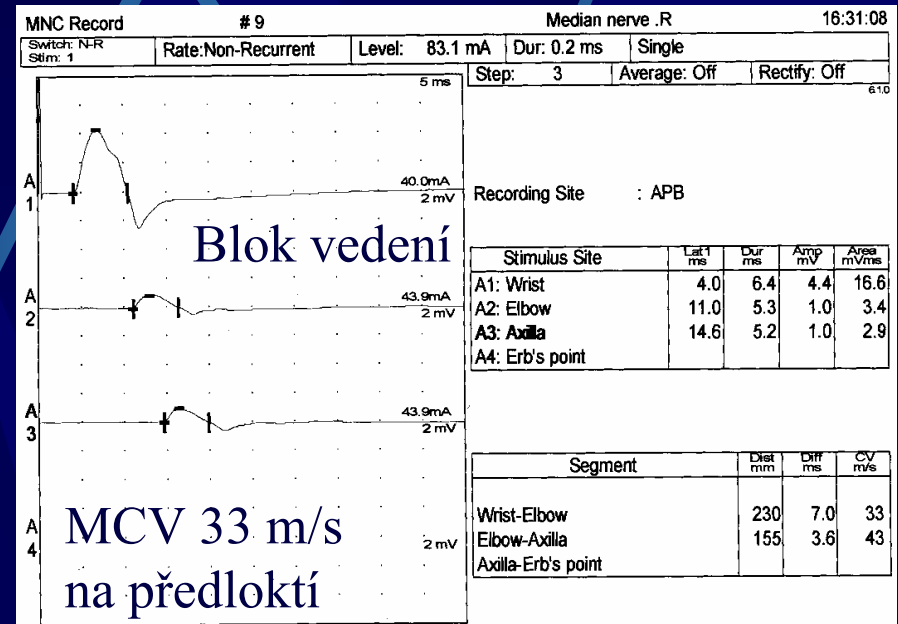 MNC Record # 9 Median nerve .R 16:31:08
Switch: N-R
Stim: 1
Rate:Non-Recurrent Level: 83.1 mA Dur: 0.2 ms Single
Step: 3 Average: Off Rectify: Off
5 ms
6.1.0
A
1
40.0mA
2 mV
Recording Site : APB
Blok vedení
Stimulus Site Lat1 ms Dur ms Amp mV Area mVms
A1: Wrist 4.0 6.4 4.4 16.6
A2: Elbow 11.0 5.3 1.0 3.4
A3: Axilla 14.6 5.2 1.0 2.9
A4: Erb's point
A
2
43.9mA
2 mV
A
3
43.9mA
2 mV
Segment Dist mm Diff ms CV m/s
Wrist-Elbow 230 7.0 33
Elbow-Axilla 155 3.6 43
Axilla-Erb's point
A
4
2 mV
MCV 33 m/s
na předloktí